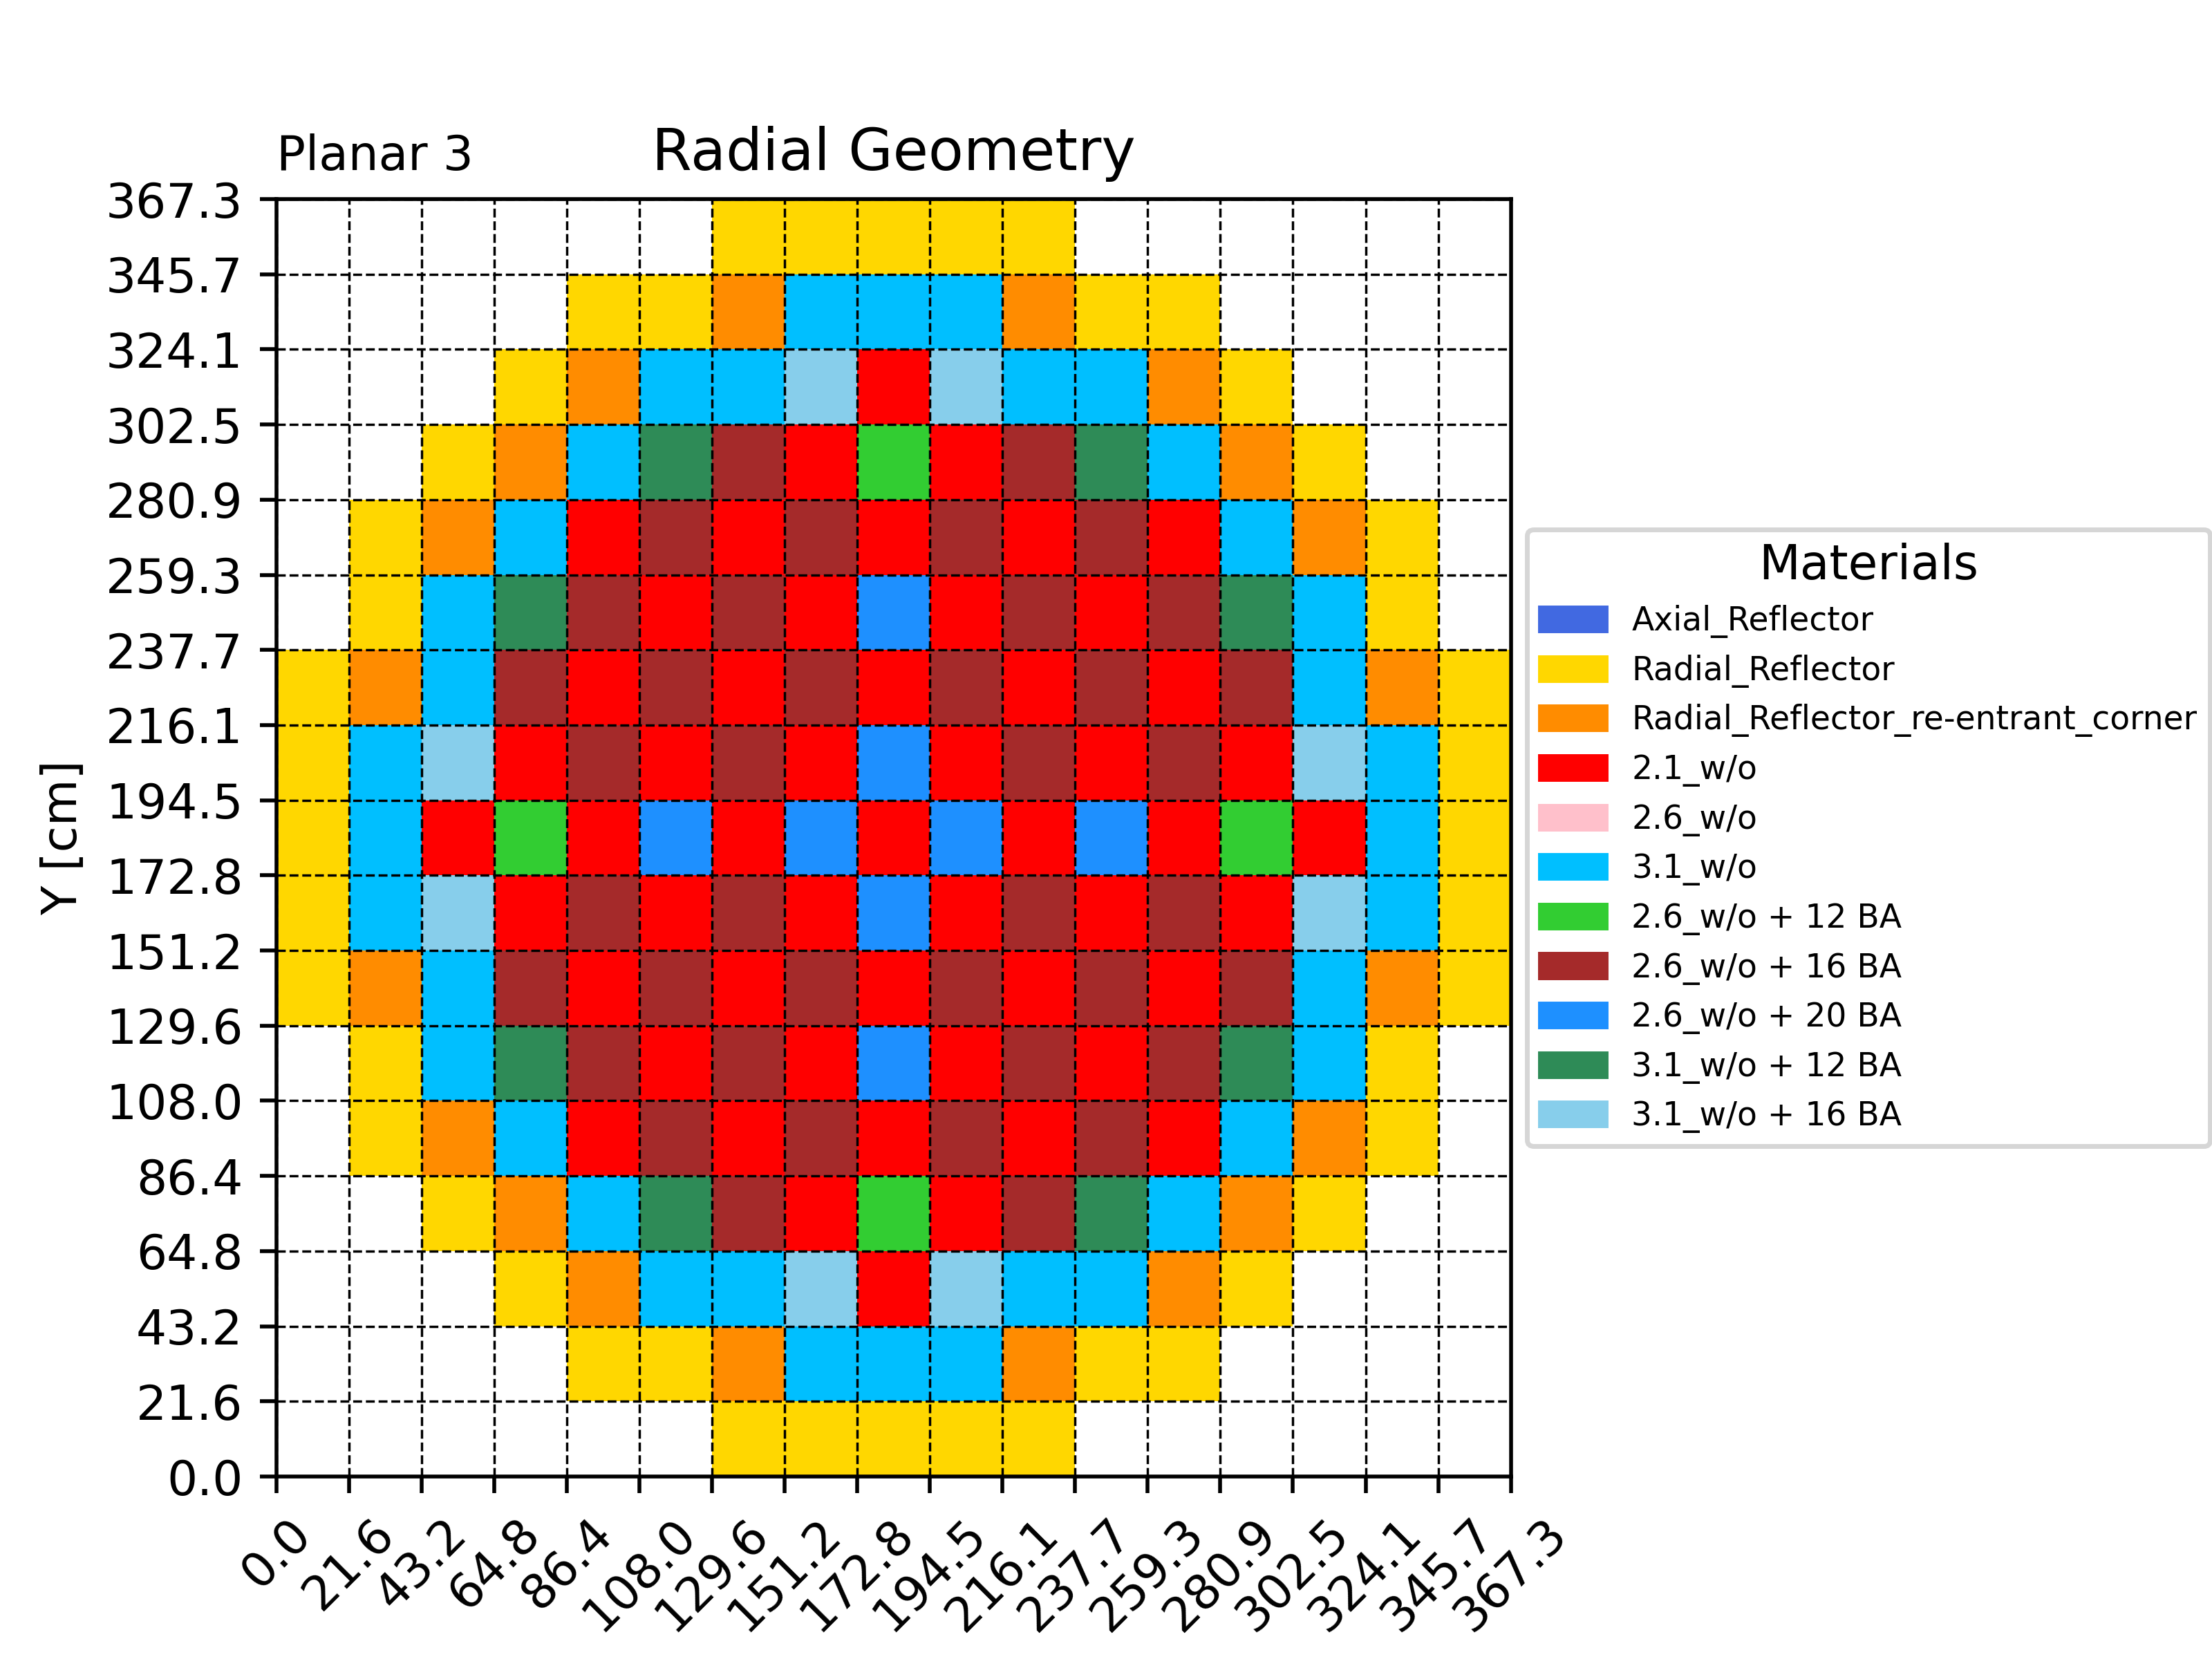 Planar 3
Radial Geometry
367.3
345.7
324.1
302.5
280.9
259.3
237.7
216.1
194.5
172.8
151.2
129.6
108.0
86.4
64.8
43.2
21.6
0.0
Y [cm]
0.0
21.6
43.2
64.8
86.4
108.0
129.6
151.2
172.8
194.5
216.1
237.7
259.3
280.9
302.5
324.1
345.7
367.3
Materials
Axial_Reflector
Radial_Reflector
Radial_Reflector_re-entrant_corner
2.1_w/o
2.6_w/o
3.1_w/o
2.6_w/o + 12 BA
2.6_w/o + 16 BA
2.6_w/o + 20 BA
3.1_w/o + 12 BA
3.1_w/o + 16 BA